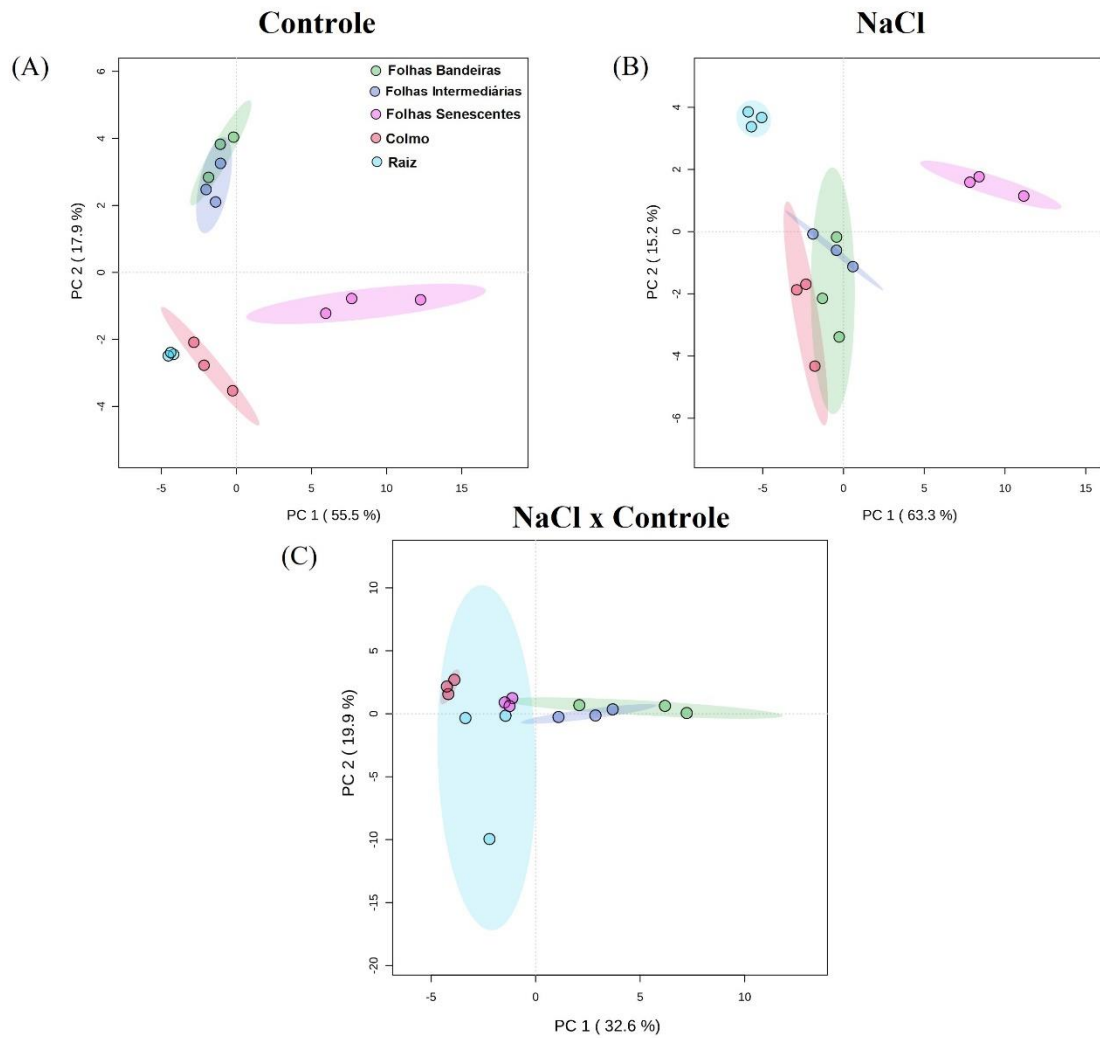 Controle
(A)
Folhas Bandeiras
Folhas Intermediárias
Folhas Senescentes
Colmo
Raiz
6
4
2
0
-2
-4
PC 2 ( 17.9 %)
-5
0
5
10
15
PC 1 ( 55.5 %)
NaCl
(B)
4
2
0
-2
-4
-6
PC 2 ( 15.2 %)
-5
0
5
10
15
PC 1 ( 63.3 %)
NaCl x Controle
(C)
10
5
0
-5
-10
-15
-20
PC 2 ( 19.9 %)
-5
0
5
10
PC 1 ( 32.6 %)